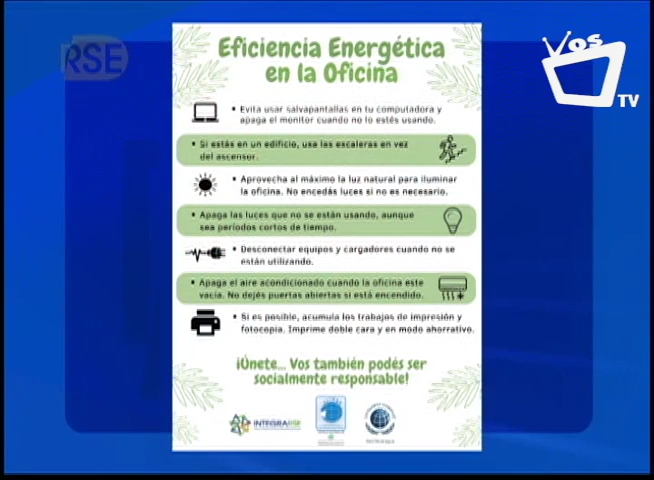 RSE
VOS
TV
Eficiencia Energética
en la Oficina
• Evita usar salvapantallas en tu computadora y
apaga el monitor cuando no lo estés usando.
• Si estás en un edificio, usa las escaleras en vez
del ascensor.
• Aprovecha al máximo la luz natural para iluminar
la oficina. No encedás luces si no es necesario.
• Apaga las luces que no se están usando, aunque
sea períodos cortos de tiempo.
• Desconectar equipos y cargadores cuando no se
están utilizando.
• Apaga el aire acondicionado cuando la oficina este
vacía. No dejés puertas abiertas si está encendido.
• Si es posible, acumula los trabajos de impresión y
fotocopia. Imprime doble cara y en modo ahorrativo.
¡Únete... Vos también podés ser
socialmente responsable!
INTEGRARSE